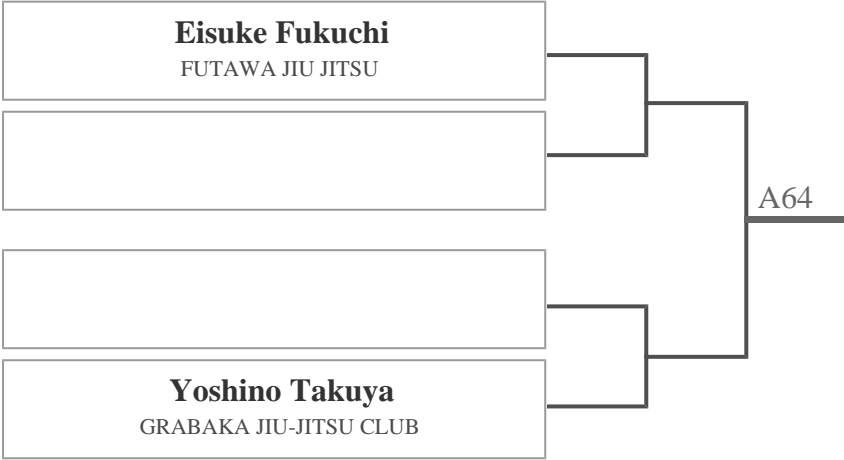 Eisuke Fukuchi
FUTAWA JIU JITSU
A64
Yoshino Takuya
GRABAKA JIU-JITSU CLUB